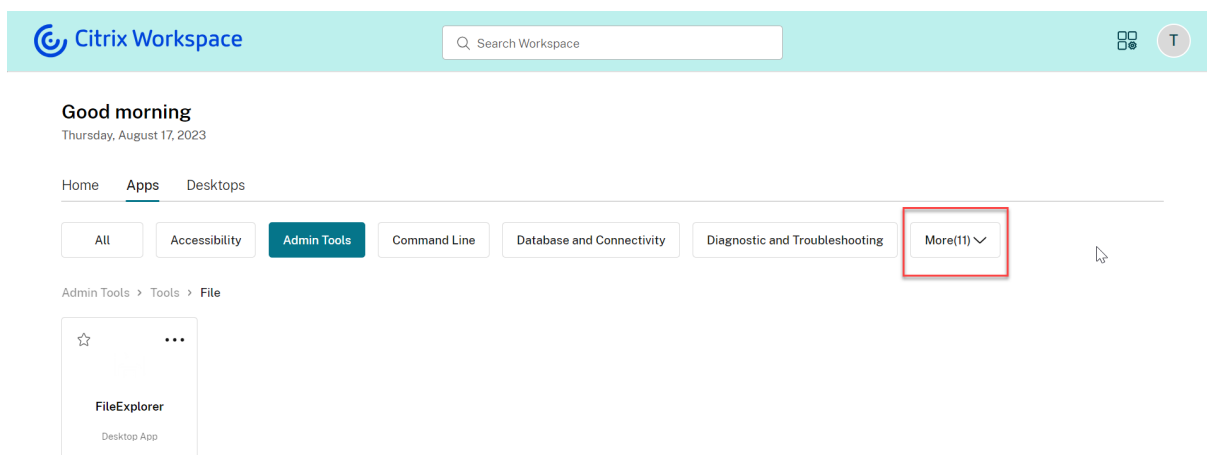 Citrix Workspace
Search Workspace
T
Good morning
Thursday, August 17, 2023
Home Apps Desktops
All Accessibility Admin Tools Command Line Database and Connectivity Diagnostic and Troubleshooting More(11)
Admin Tools > Tools > File
FileExplorer
Desktop App